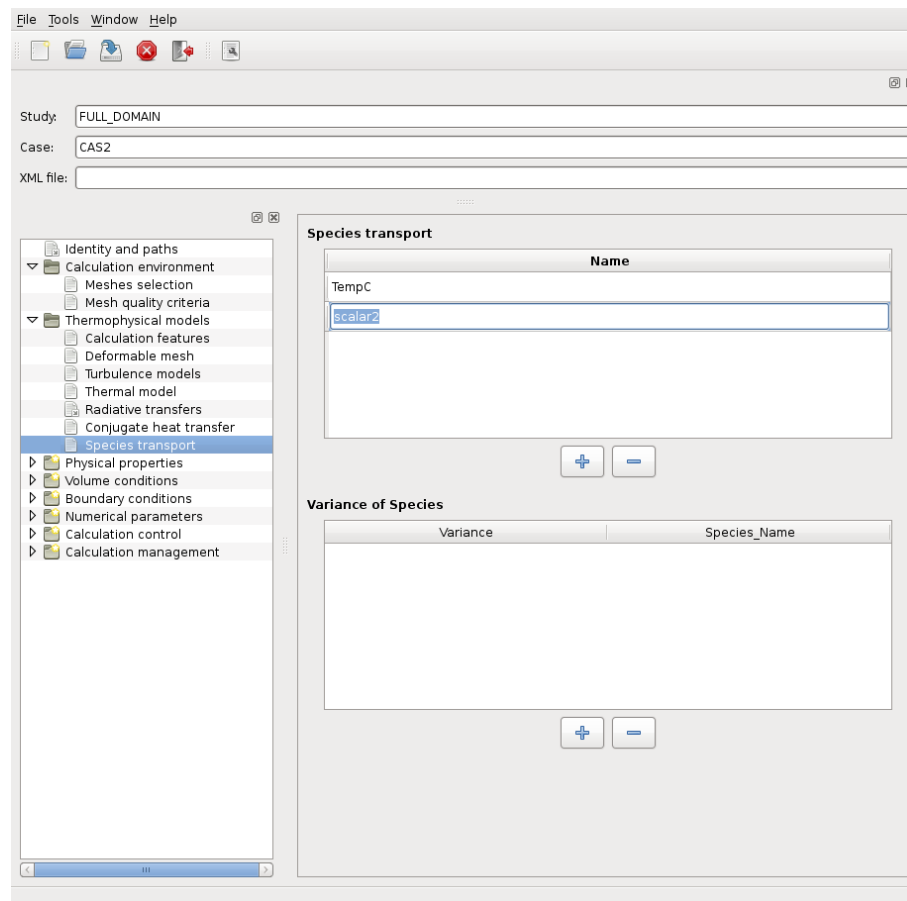 File Tools Window Help
Study: FULL_DOMAIN
Case: CAS2
XML file:
Identity and paths
Calculation environment
Meshes selection
Mesh quality criteria
Thermophysical models
Calculation features
Deformable mesh
Turbulence models
Thermal model
Radiative transfers
Conjugate heat transfer
Species transport
Physical properties
Volume conditions
Boundary conditions
Numerical parameters
Calculation control
Calculation management
Species transport
Name
TempC
scalar2
Variance of Species
Variance Species_Name